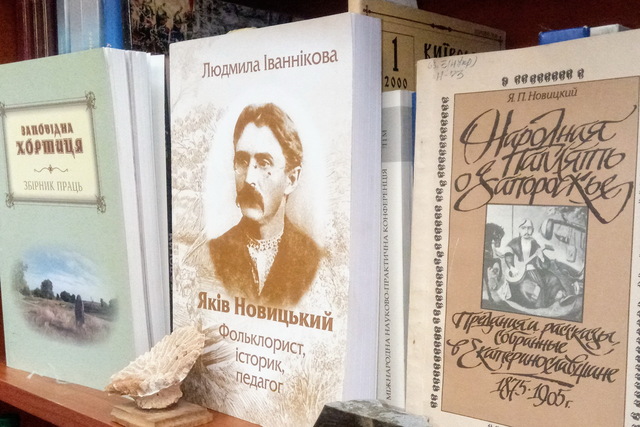 ЗАПОВІДНА
ХОРТИЦЯ
ЗБІРНИК ПРАЦЬ
Людмила Іваннікова
Яків Новицький
Фольклорист,
історик,
педагог
1
2000
МІЖНАРОДНА НАУКОВО-ПРАКТИЧНА КОНФЕРЕНЦІЯ
Я. П. Новицкий
Народная
память
о Запорожье
Предания и рассказы,
собранные
в Екатеринославщине
1875-1905 г.